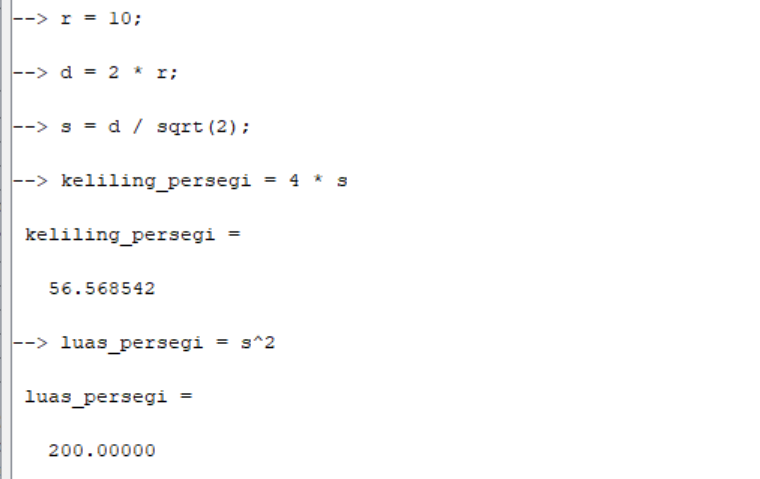 --> r = 10;
--> d = 2 * r;
--> s = d / sqrt(2);
--> keliling_persegi = 4 * s
keliling_persegi =
56.568542
--> luas_persegi = s^2
luas_persegi =
200.00000